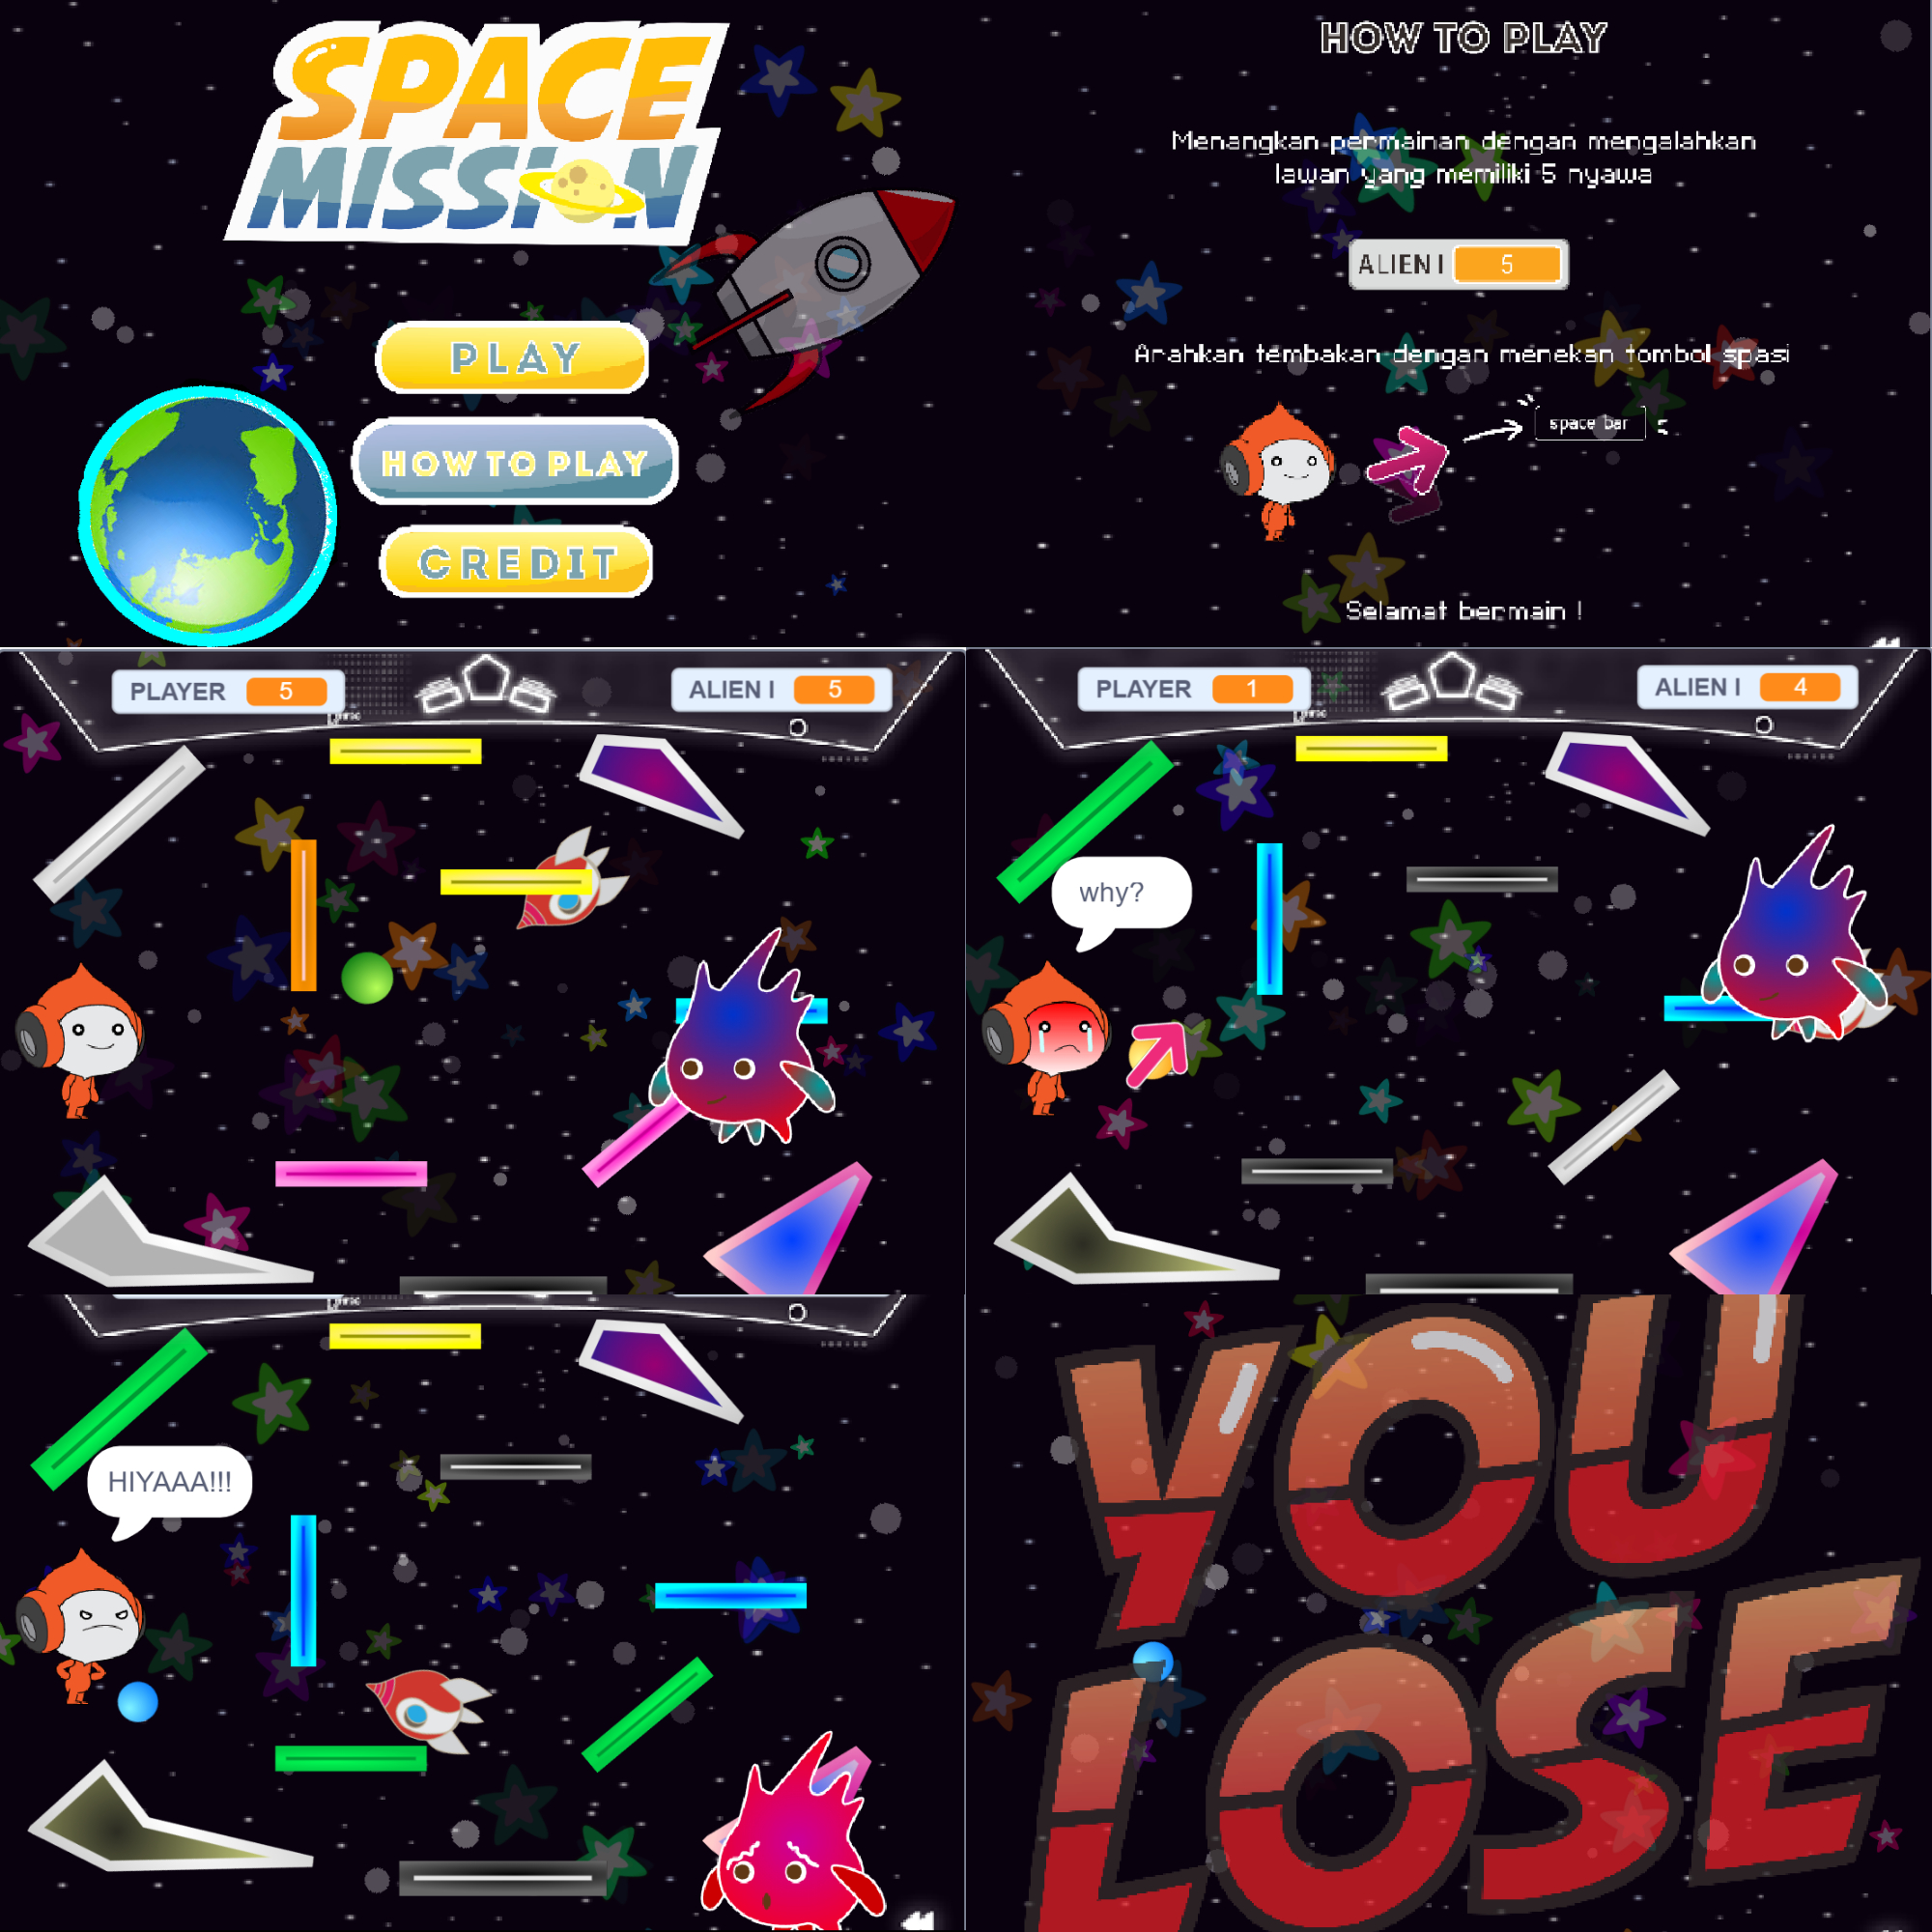 SPACE
MISSION
PLAY
HOW TO PLAY
CREDIT
HOW TO PLAY
Menangkan permainan dengan mengalahkan
lawan yang memiliki 5 nyawa
ALIEN I 5
Arahkan tembakan dengan menekan tombol spasi
space bar
Selamat bermain !
PLAYER 5
ALIEN I 5
PLAYER 1
ALIEN I 4
why?
HIYAAA!!!
YOU
LOSE